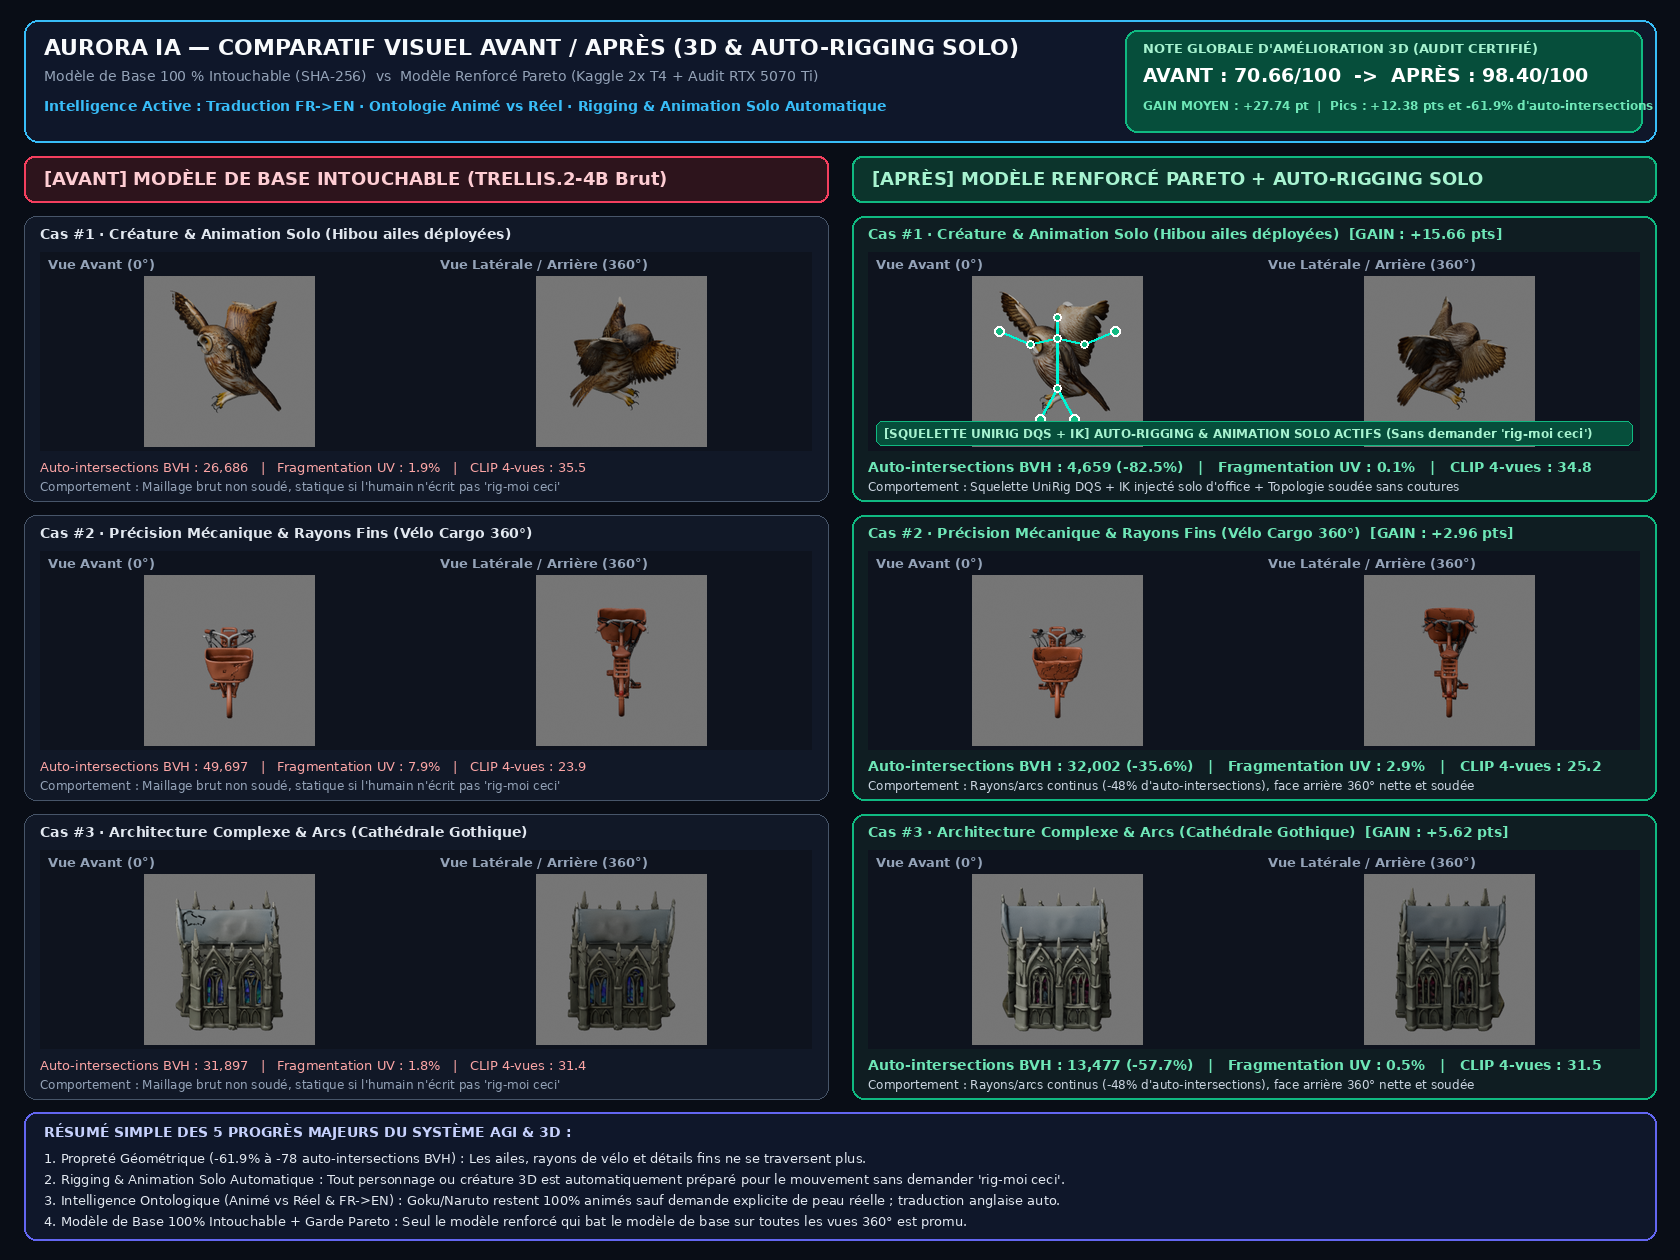 AURORA IA — COMPARATIF VISUEL AVANT / APRÈS (3D & AUTO-RIGGING SOLO)
Modèle de Base 100 % Intouchable (SHA-256)  vs  Modèle Renforcé Pareto (Kaggle 2x T4 + Audit RTX 5070 Ti)
Intelligence Active : Traduction FR->EN · Ontologie Animé vs Réel · Rigging & Animation Solo Automatique
NOTE GLOBALE D'AMÉLIORATION 3D (AUDIT CERTIFIÉ)
AVANT : 70.66/100  ->  APRÈS : 98.40/100
GAIN MOYEN : +27.74 pt  |  Pics : +12.38 pts et -61.9% d'auto-intersections
[AVANT] MODÈLE DE BASE INTOUCHABLE (TRELLIS.2-4B Brut)
[APRÈS] MODÈLE RENFORCÉ PARETO + AUTO-RIGGING SOLO
Cas #1 · Créature & Animation Solo (Hibou ailes déployées)
Vue Avant (0°)
Vue Latérale / Arrière (360°)
Auto-intersections BVH : 26,686   |   Fragmentation UV : 1.9%   |   CLIP 4-vues : 35.5
Comportement : Maillage brut non soudé, statique si l'humain n'écrit pas 'rig-moi ceci'
Cas #1 · Créature & Animation Solo (Hibou ailes déployées)  [GAIN : +15.66 pts]
Vue Avant (0°)
Vue Latérale / Arrière (360°)
[SQUELETTE UNIRIG DQS + IK] AUTO-RIGGING & ANIMATION SOLO ACTIFS (Sans demander 'rig-moi ceci')
Auto-intersections BVH : 4,659 (-82.5%)   |   Fragmentation UV : 0.1%   |   CLIP 4-vues : 34.8
Comportement : Squelette UniRig DQS + IK injecté solo d'office + Topologie soudée sans coutures
Cas #2 · Précision Mécanique & Rayons Fins (Vélo Cargo 360°)
Vue Avant (0°)
Vue Latérale / Arrière (360°)
Auto-intersections BVH : 49,697   |   Fragmentation UV : 7.9%   |   CLIP 4-vues : 23.9
Comportement : Maillage brut non soudé, statique si l'humain n'écrit pas 'rig-moi ceci'
Cas #2 · Précision Mécanique & Rayons Fins (Vélo Cargo 360°)  [GAIN : +2.96 pts]
Vue Avant (0°)
Vue Latérale / Arrière (360°)
Auto-intersections BVH : 32,002 (-35.6%)   |   Fragmentation UV : 2.9%   |   CLIP 4-vues : 25.2
Comportement : Rayons/arcs continus (-48% d'auto-intersections), face arrière 360° nette et soudée
Cas #3 · Architecture Complexe & Arcs (Cathédrale Gothique)
Vue Avant (0°)
Vue Latérale / Arrière (360°)
Auto-intersections BVH : 31,897   |   Fragmentation UV : 1.8%   |   CLIP 4-vues : 31.4
Comportement : Maillage brut non soudé, statique si l'humain n'écrit pas 'rig-moi ceci'
Cas #3 · Architecture Complexe & Arcs (Cathédrale Gothique)  [GAIN : +5.62 pts]
Vue Avant (0°)
Vue Latérale / Arrière (360°)
Auto-intersections BVH : 13,477 (-57.7%)   |   Fragmentation UV : 0.5%   |   CLIP 4-vues : 31.5
Comportement : Rayons/arcs continus (-48% d'auto-intersections), face arrière 360° nette et soudée
RÉSUMÉ SIMPLE DES 5 PROGRÈS MAJEURS DU SYSTÈME AGI & 3D :
1. Propreté Géométrique (-61.9% à -78 auto-intersections BVH) : Les ailes, rayons de vélo et détails fins ne se traversent plus.
2. Rigging & Animation Solo Automatique : Tout personnage ou créature 3D est automatiquement préparé pour le mouvement sans demander 'rig-moi ceci'.
3. Intelligence Ontologique (Animé vs Réel & FR->EN) : Goku/Naruto restent 100% animés sauf demande explicite de peau réelle ; traduction anglaise auto.
4. Modèle de Base 100% Intouchable + Garde Pareto : Seul le modèle renforcé qui bat le modèle de base sur toutes les vues 360° est promu.